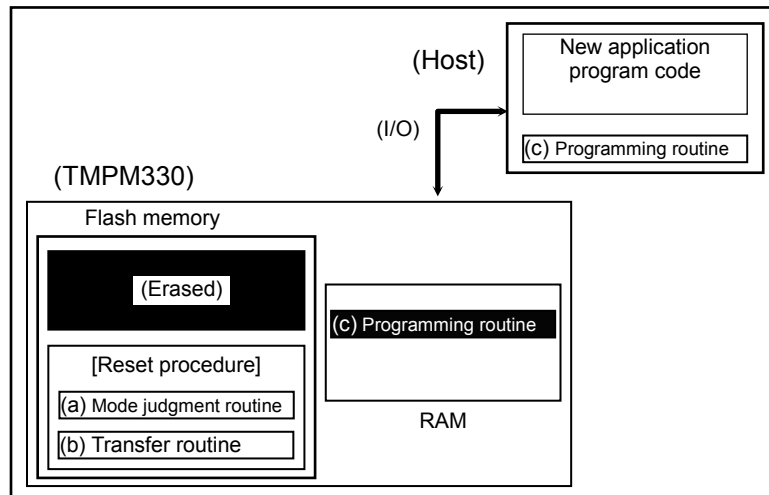 (Host)
New application
program code
(I/O)
(c) Programming routine
(TMPM330)
Flash memory
(Erased)
(c) Programming routine
[Reset procedure]
(a) Mode judgment routine
(b) Transfer routine
RAM